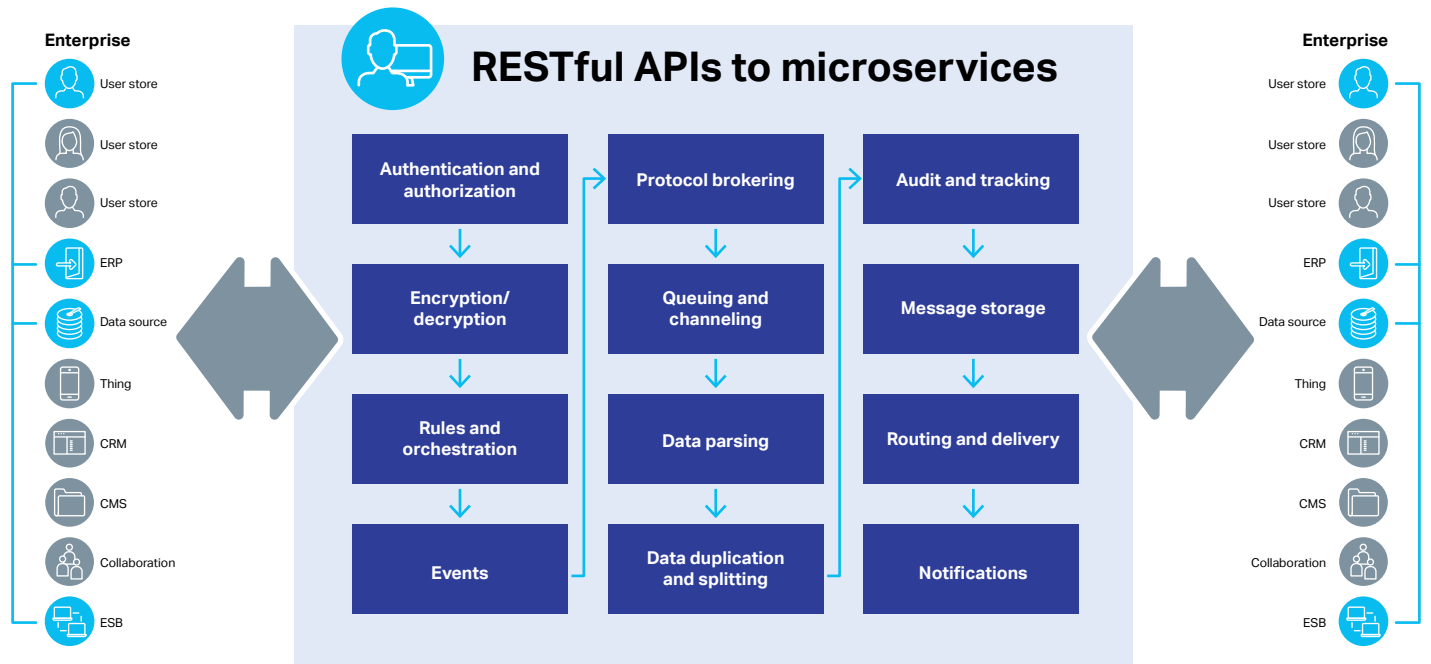 Enterprise
User store
User store
User store
ERP
Data source
Thing
CRM
CMS
Collaboration
ESB
RESTful APIs to microservices
Authentication and
authorization
Encryption/
decryption
Rules and
orchestration
Events
Protocol brokering
Queuing and
channeling
Data parsing
Data duplication
and splitting
Audit and tracking
Message storage
Routing and delivery
Notifications
Enterprise
User store
User store
User store
ERP
Data source
Thing
CRM
CMS
Collaboration
ESB